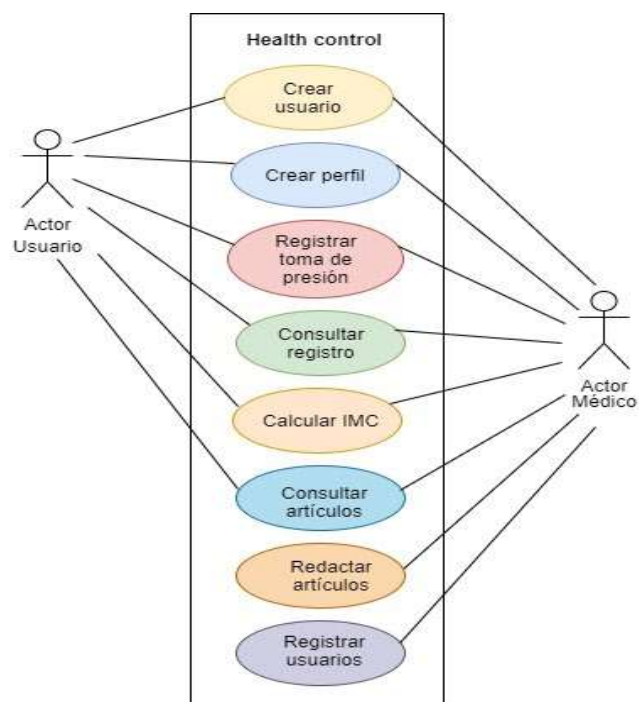 Health control
Crear
usuario
Crear perfil
Actor
Usuario
Registrar
toma de
presión
Consultar
registro
Actor
Médico
Calcular IMC
Consultar
artículos
Redactar
artículos
Registrar
usuarios